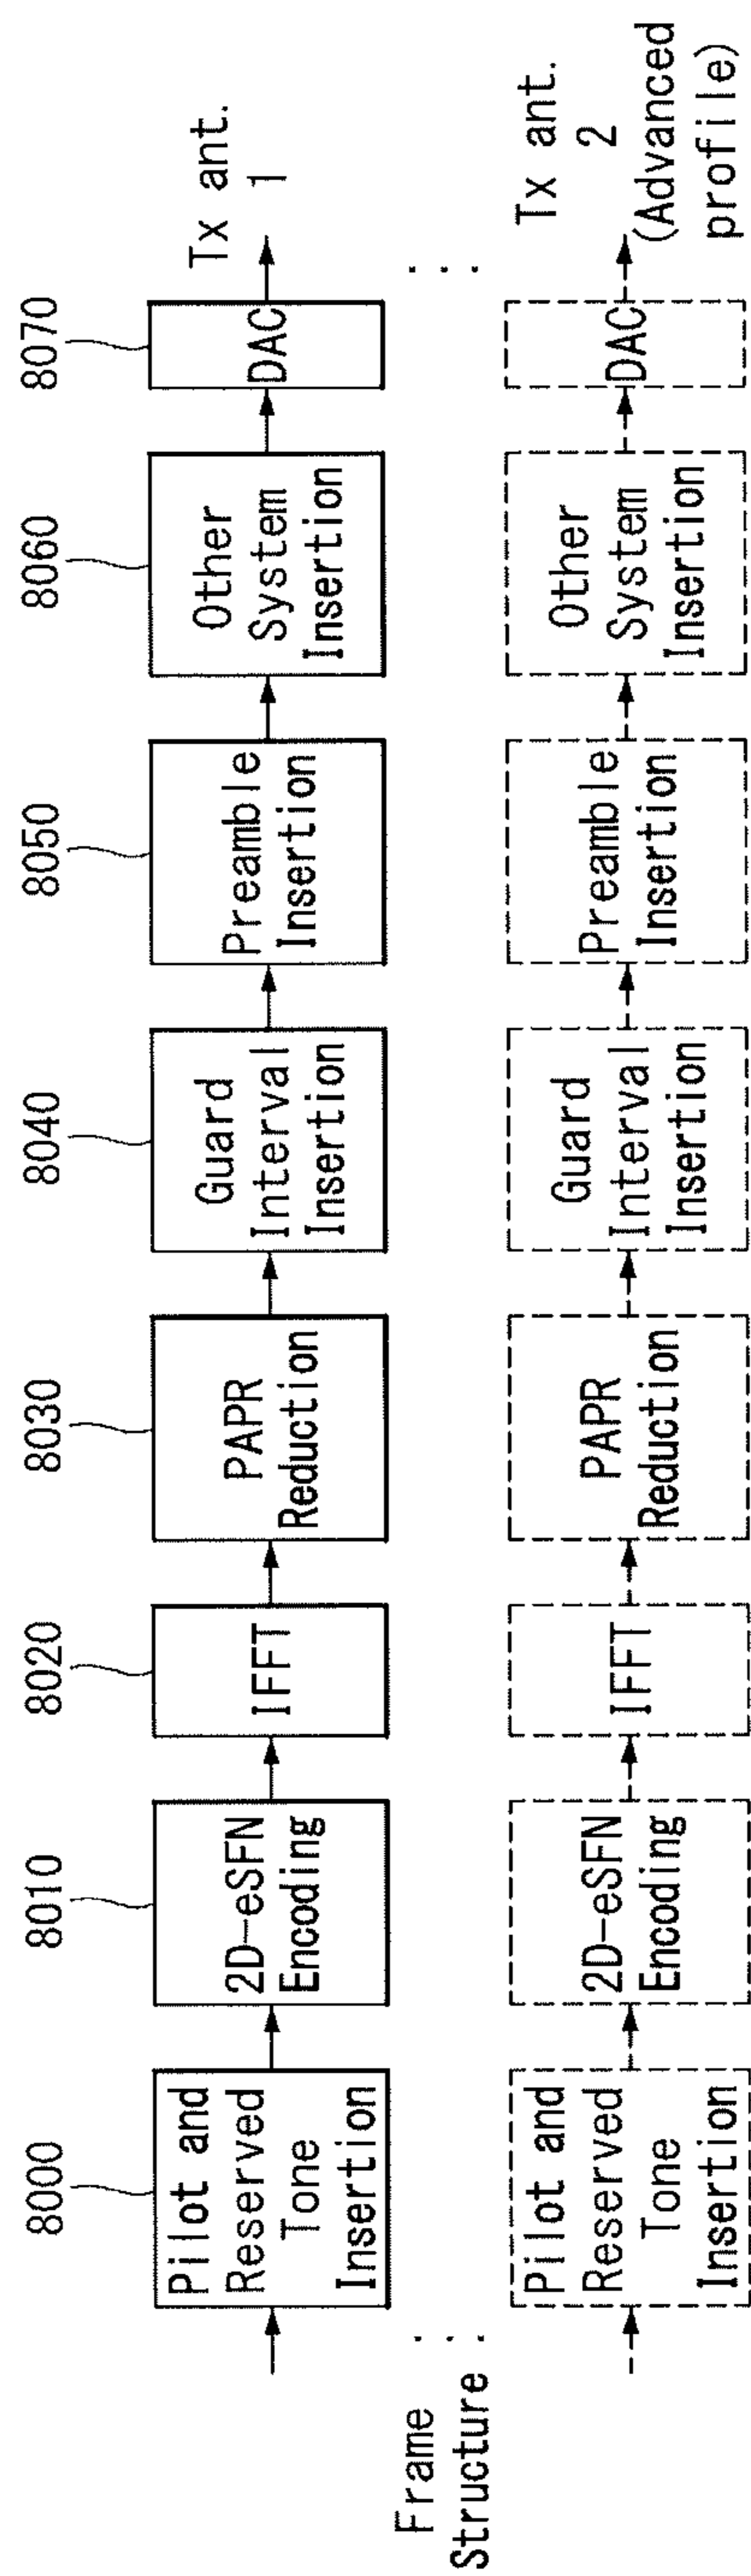 8000
8010
8020
8030
8040
8050
8060
8070
Pilot and
Reserved
Tone
Insertion
2D-eSFN
Encoding
IFFT
PAPR
Reduction
Guard
Interval
Insertion
Preamble
Insertion
Other
System
Insertion
DAC
Tx ant.
1
Frame
Structure
Pilot and
Reserved
Tone
Insertion
2D-eSFN
Encoding
IFFT
PAPR
Reduction
Guard
Interval
Insertion
Preamble
Insertion
Other
System
Insertion
DAC
Tx ant.
2
(Advanced
profile)